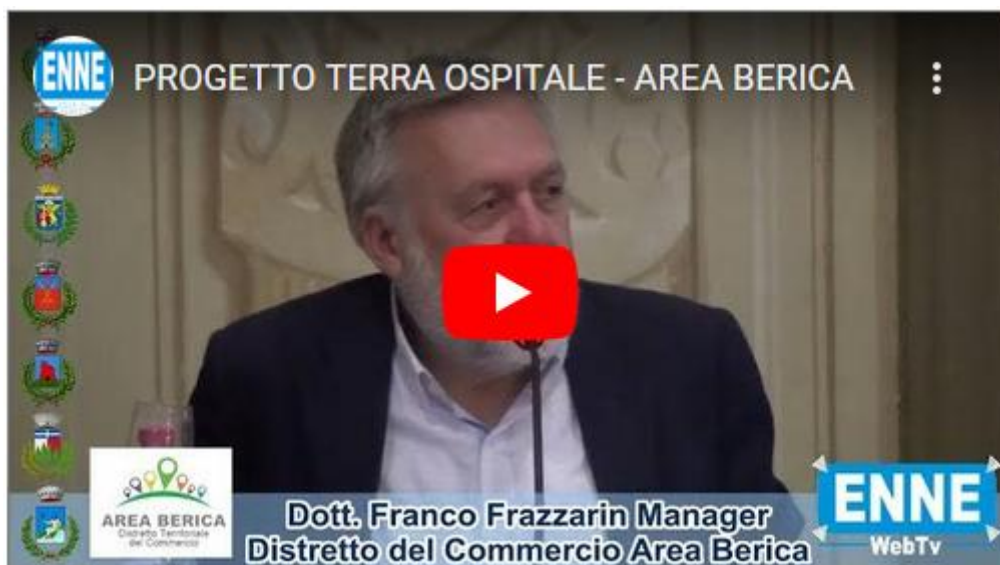 ENNE
PROGETTO TERRA OSPITALE - AREA BERICA
AREA BERICA
Distretto Territoriale
del Commercio
Dott. Franco Frazzarin Manager
Distretto del Commercio Area Berica
ENNE
WebTv